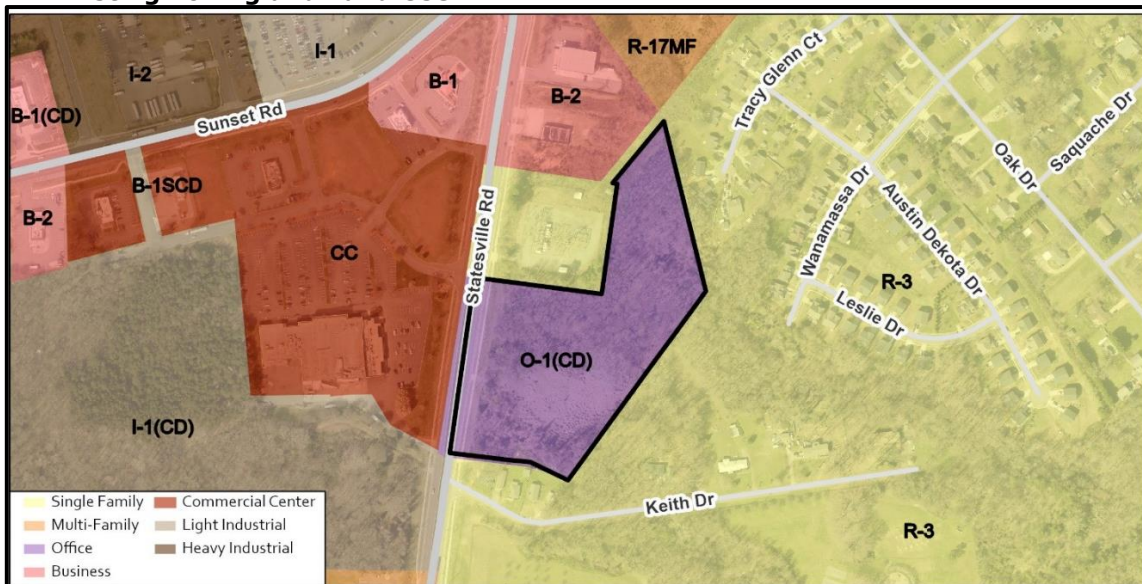 I-2
I-1
R-17MF
B-1
B-2
B-1(CD)
Sunset Rd
Tracy Glenn Ct
Oak Dr
Saquache Dr
B-1SCD
B-2
Statesville Rd
Wanamassa Dr
Austin Dekota Dr
CC
R-3
Leslie Dr
O-1(CD)
I-1(CD)
Keith Dr
R-3
Single Family
Commercial Center
Multi-Family
Light Industrial
Office
Heavy Industrial
Business